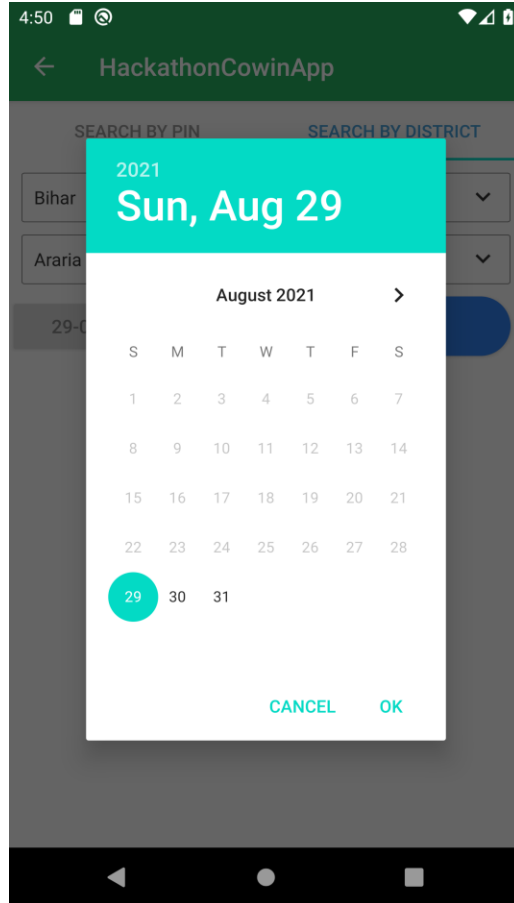 4:50
HackathonCowinApp
SEARCH BY PIN SEARCH BY DISTRICT
2021
Sun, Aug 29
Bihar
Araria
29-0
August 2021
S M T W T F S
1 2 3 4 5 6 7
8 9 10 11 12 13 14
15 16 17 18 19 20 21
22 23 24 25 26 27 28
29 30 31
CANCEL OK